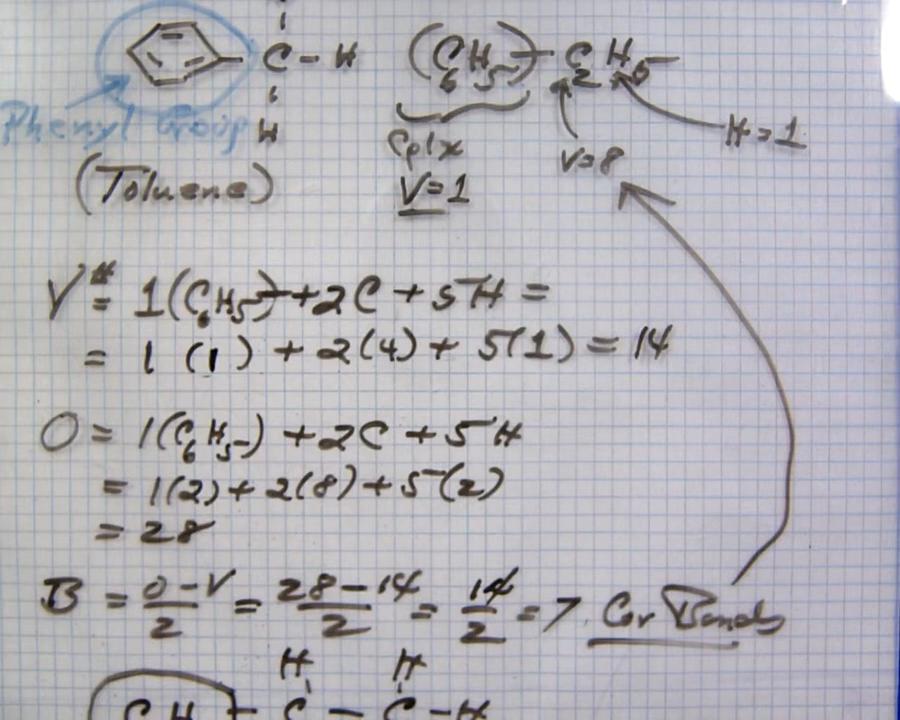 C - H
H
Phenyl Group
(Toluene)
(C6H5)-C2H5
Cplx
V=1
V=8
H=1
V# = 1(C6H5)+2C+5H =
= 1(1) + 2(4) + 5(1) = 14
O = 1(C6H5) + 2C + 5H
= 1(2) + 2(8) + 5(2)
= 28
B = O-V/2 = 28-14/2 = 14/2 = 7 Cov Bonds
H H
C6H5 - C - C - H